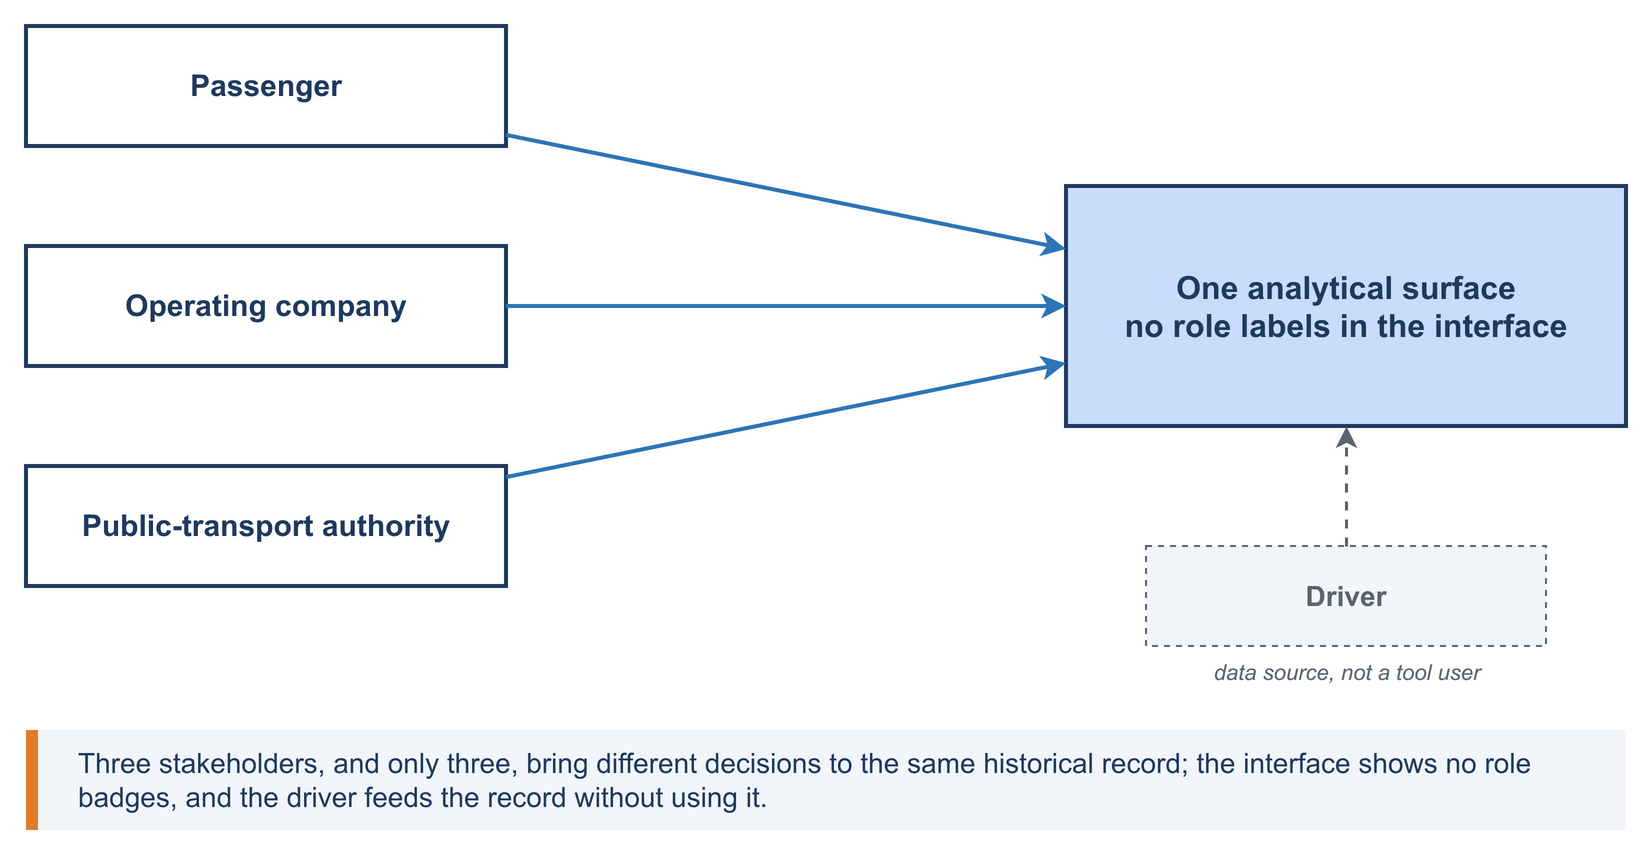 Passenger
Operating company
Public-transport authority
One analytical surface
no role labels in the interface
Driver
data source, not a tool user
Three stakeholders, and only three, bring different decisions to the same historical record; the interface shows no role
badges, and the driver feeds the record without using it.